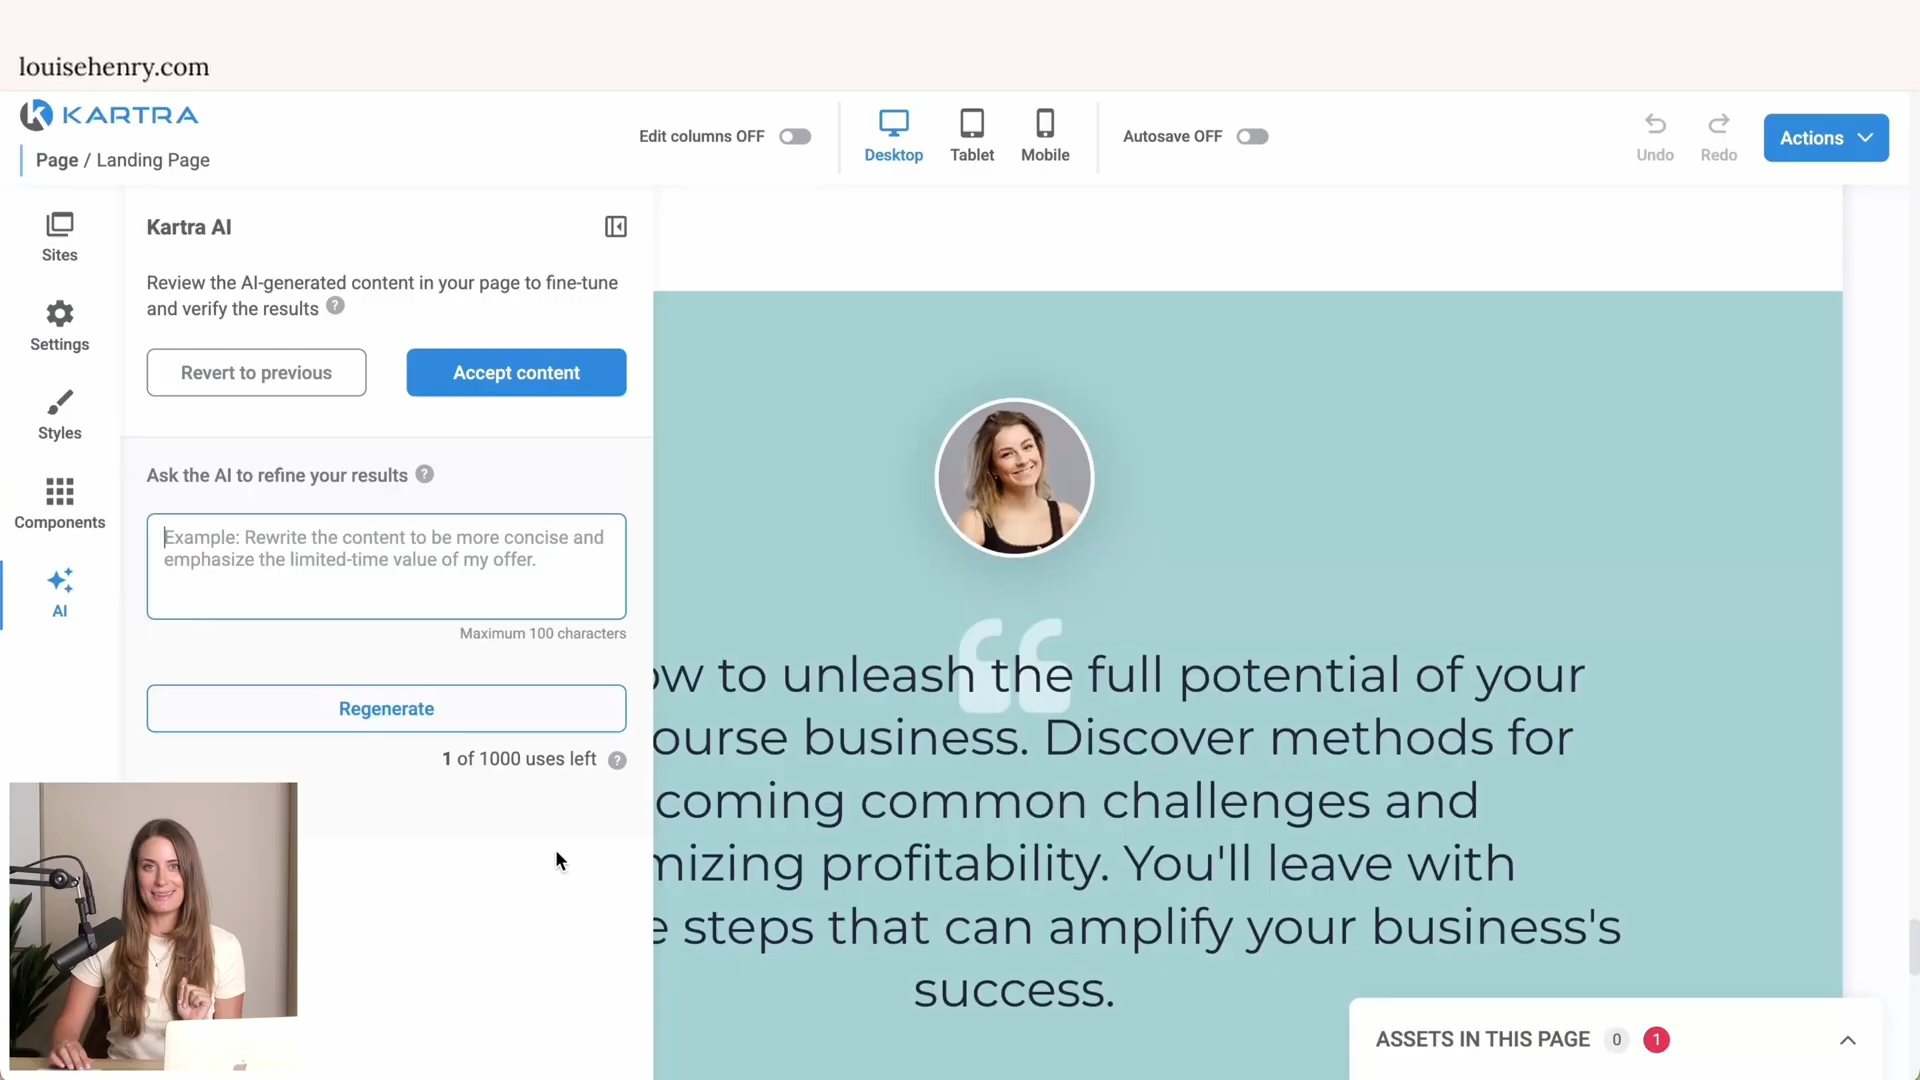 louisehenry.com
KARTRA
Page / Landing Page
Edit columns OFF
Desktop
Tablet
Mobile
Autosave OFF
Undo
Redo
Actions
Sites
Settings
Styles
Components
AI
Kartra AI
Review the AI-generated content in your page to fine-tune
and verify the results ?
Revert to previous
Accept content
Ask the AI to refine your results ?
Example: Rewrite the content to be more concise and
emphasize the limited-time value of my offer.
Maximum 100 characters
Regenerate
1 of 1000 uses left ?
ow to unleash the full potential of your
ourse business. Discover methods for
coming common challenges and
mizing profitability. You'll leave with
e steps that can amplify your business's
success.
ASSETS IN THIS PAGE 0 1